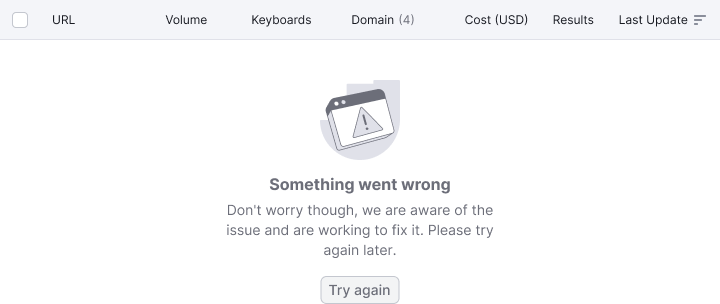 URL Volume Keyboards Domain (4) Cost (USD) Results Last Update
Something went wrong
Don't worry though, we are aware of the
issue and are working to fix it. Please try
again later.
Try again